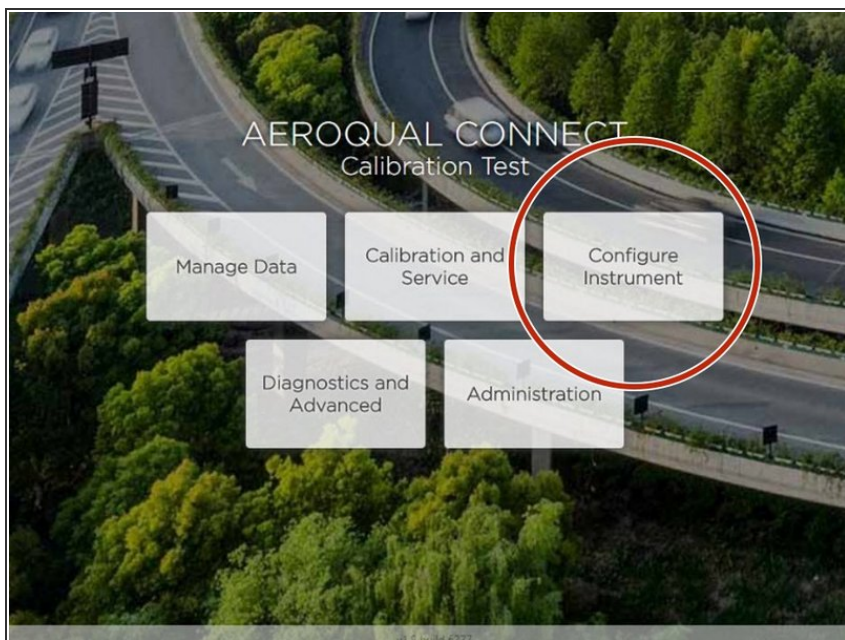 AEROQUAL CONNECT
Calibration Test
Manage Data
Calibration and
Service
Configure
Instrument
Diagnostics and
Advanced
Administration